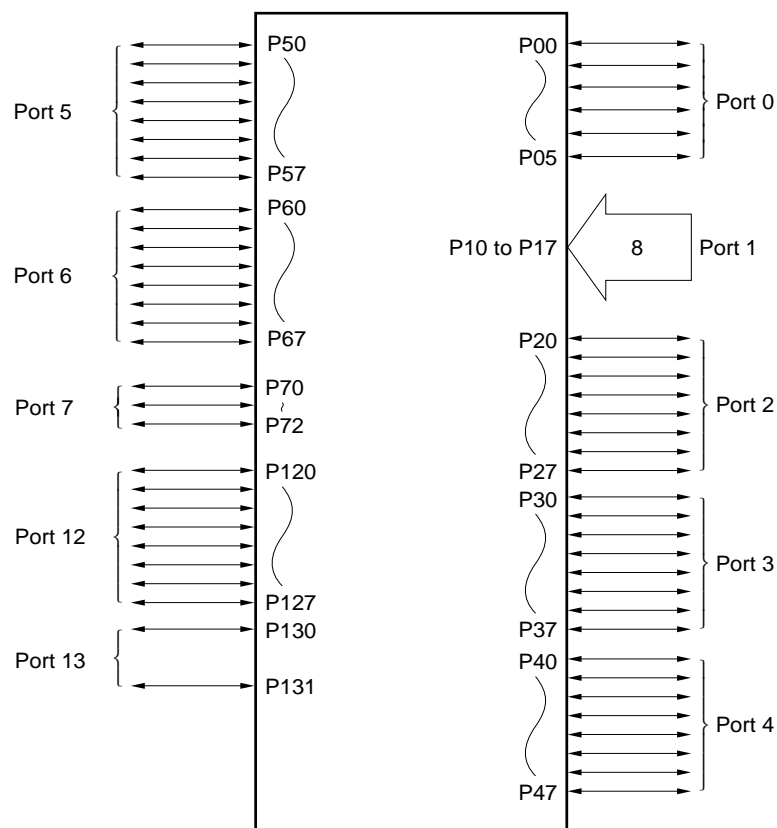 P50
Port 5
P57
P60
Port 6
P67
P70
Port 7
~
P72
P120
Port 12
P127
P130
Port 13
P131
P00
Port 0
P05
P10 to P17
8
Port 1
P20
Port 2
P27
P30
Port 3
P37
P40
Port 4
P47